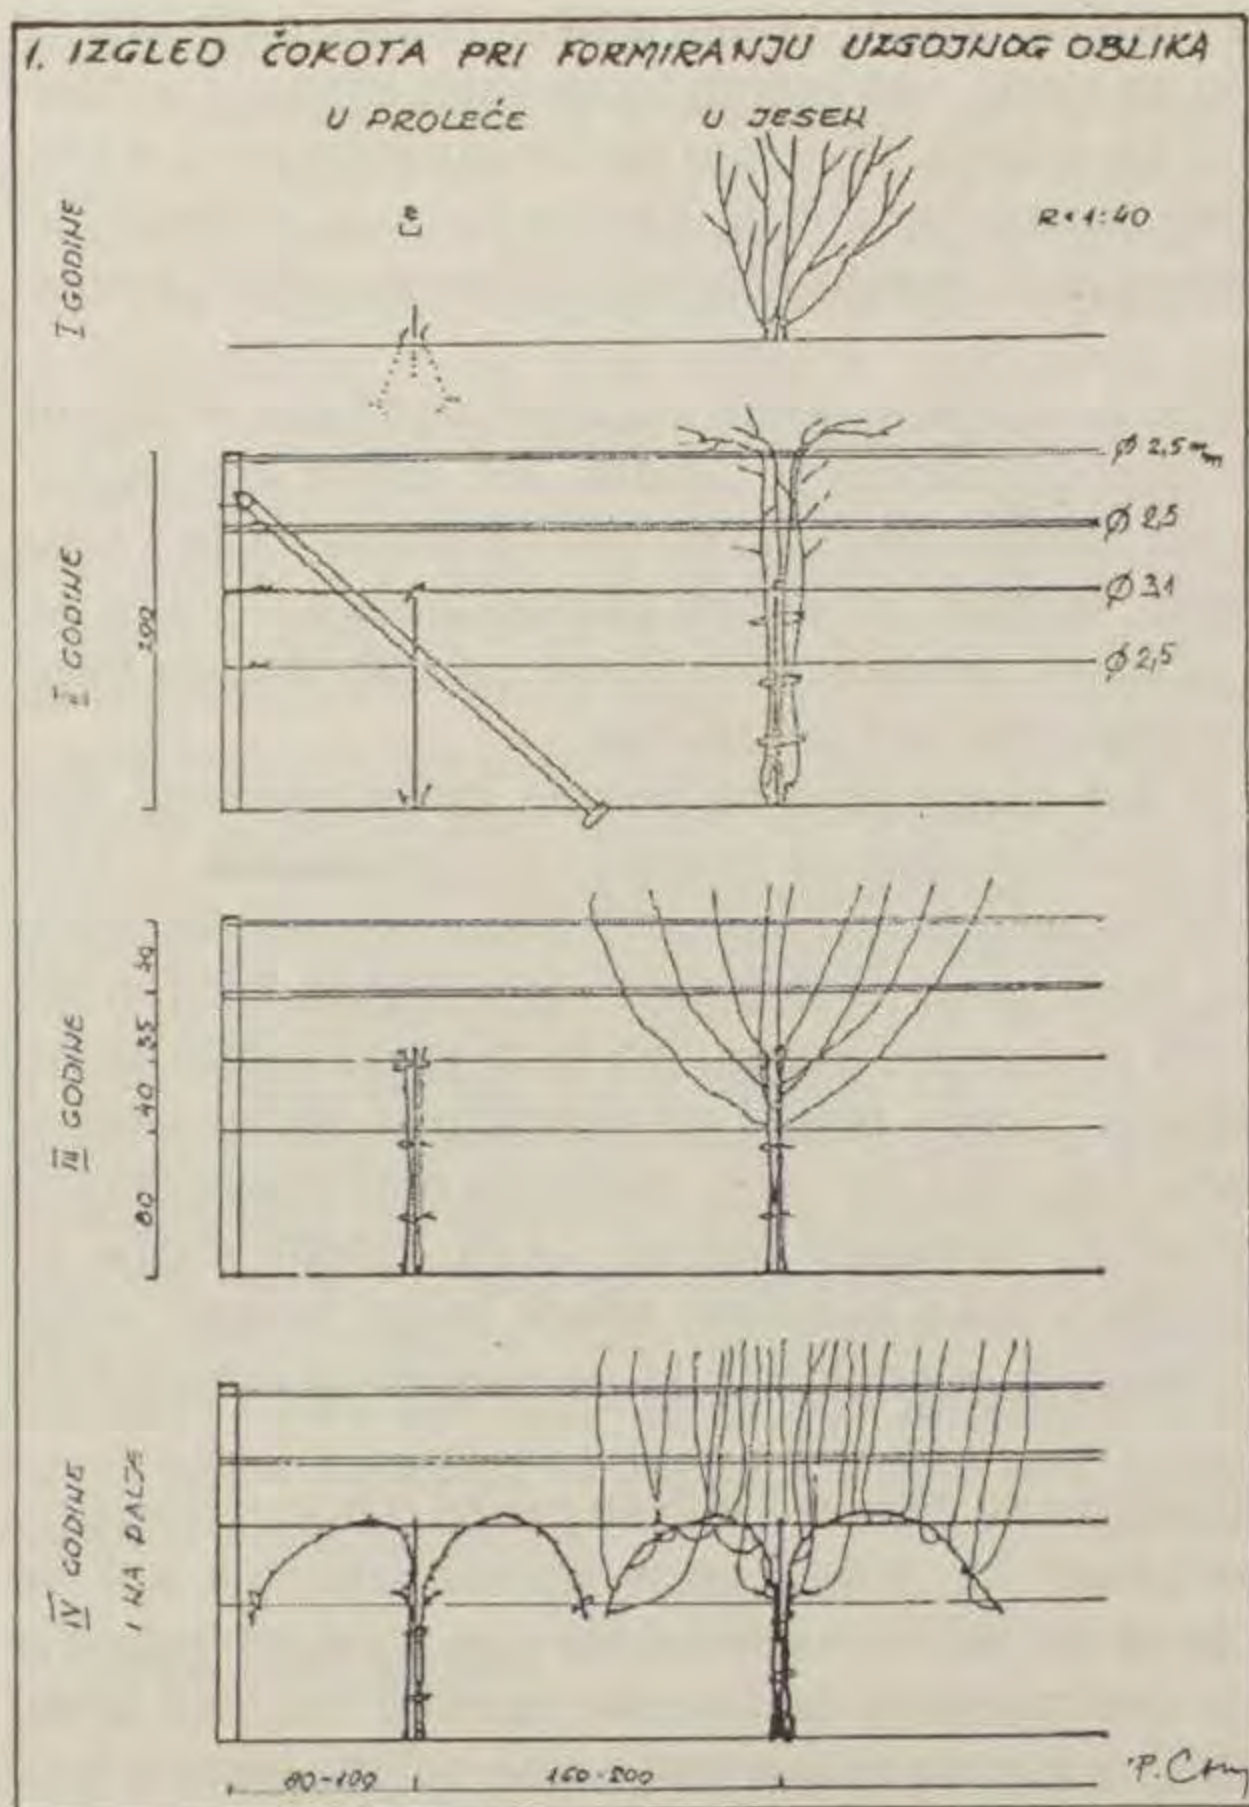 1. IZGLED ČOKOTA PRI FORMIRANJU UZGOJNOG OBLIKA
U PROLEĆE
U JESEN
I GODINE
R=1:40
II GODINE
200
Ø 2,5 mm
Ø 2,5
Ø 3,1
Ø 2,5
III GODINE
80 40 35
IV GODINE
I NA DALJE
80-100
160-200